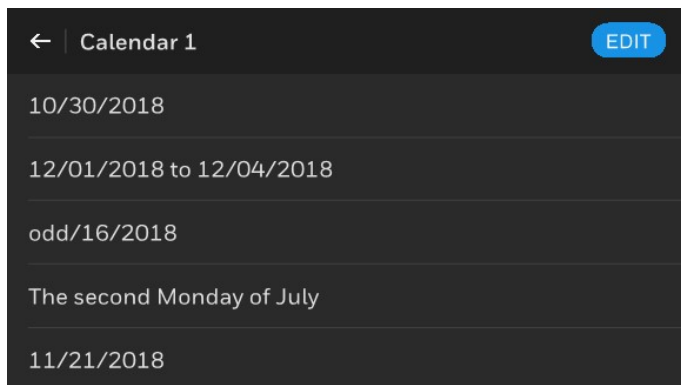 Calendar 1
EDIT
10/30/2018
12/01/2018 to 12/04/2018
odd/16/2018
The second Monday of July
11/21/2018